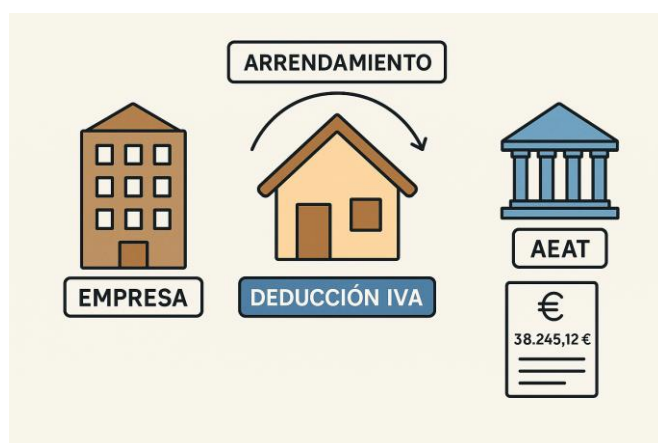 ARRENDAMIENTO
EMPRESA
DEDUCCIÓN IVA
AEAT
€
38.245,12 €